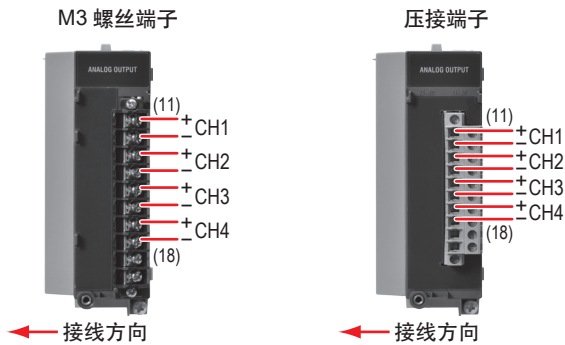 M3 螺丝端子
ANALOG OUTPUT
(11)
+
CH1
−
+
CH2
−
+
CH3
−
+
CH4
−
(18)
接线方向
压接端子
ANALOG OUTPUT
(11)
+
CH1
−
+
CH2
−
+
CH3
−
+
CH4
−
(18)
接线方向